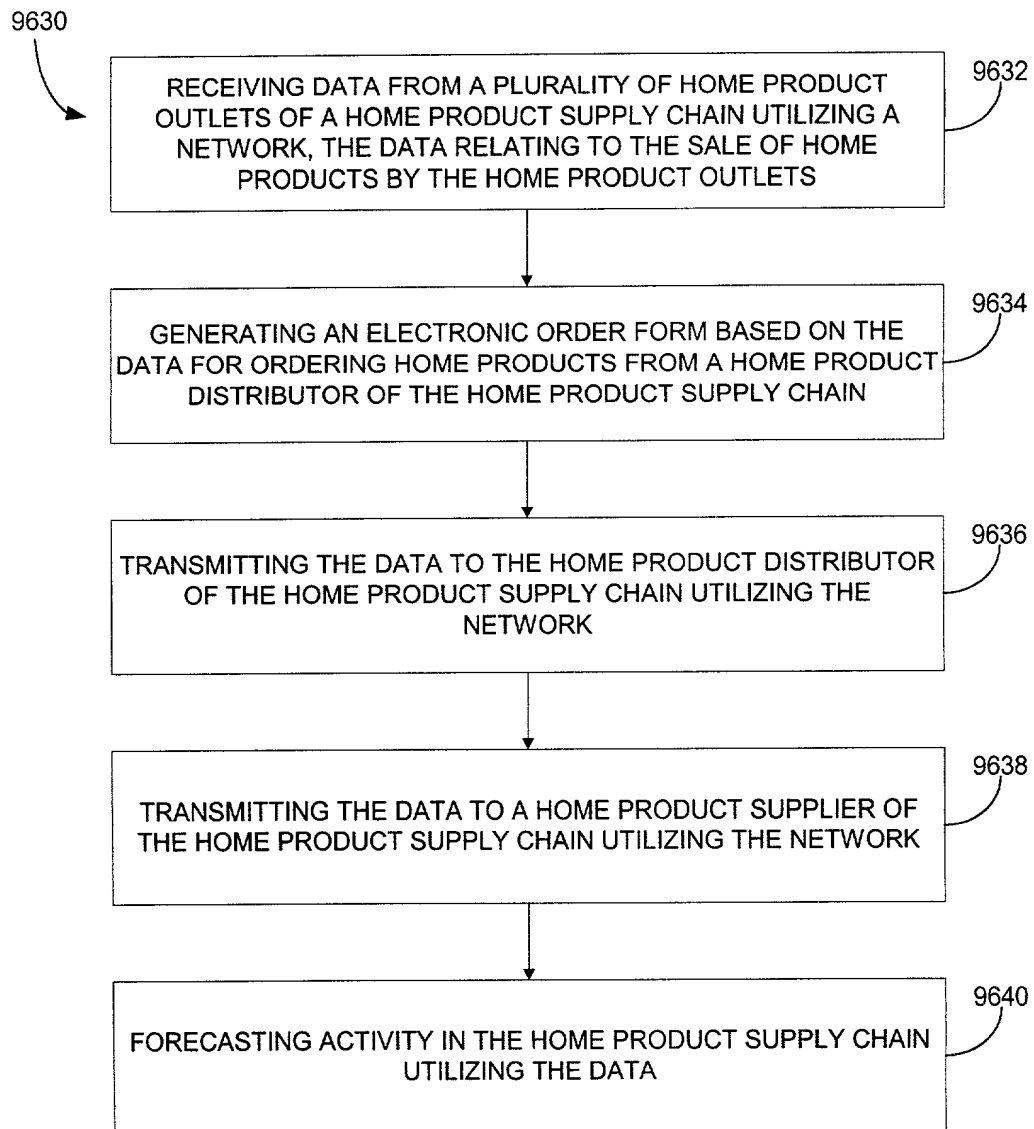 9630
9632
RECEIVING DATA FROM A PLURALITY OF HOME PRODUCT
OUTLETS OF A HOME PRODUCT SUPPLY CHAIN UTILIZING A
NETWORK, THE DATA RELATING TO THE SALE OF HOME
PRODUCTS BY THE HOME PRODUCT OUTLETS
9634
GENERATING AN ELECTRONIC ORDER FORM BASED ON THE
DATA FOR ORDERING HOME PRODUCTS FROM A HOME PRODUCT
DISTRIBUTOR OF THE HOME PRODUCT SUPPLY CHAIN
9636
TRANSMITTING THE DATA TO THE HOME PRODUCT DISTRIBUTOR
OF THE HOME PRODUCT SUPPLY CHAIN UTILIZING THE
NETWORK
9638
TRANSMITTING THE DATA TO A HOME PRODUCT SUPPLIER OF
THE HOME PRODUCT SUPPLY CHAIN UTILIZING THE NETWORK
9640
FORECASTING ACTIVITY IN THE HOME PRODUCT SUPPLY CHAIN
UTILIZING THE DATA